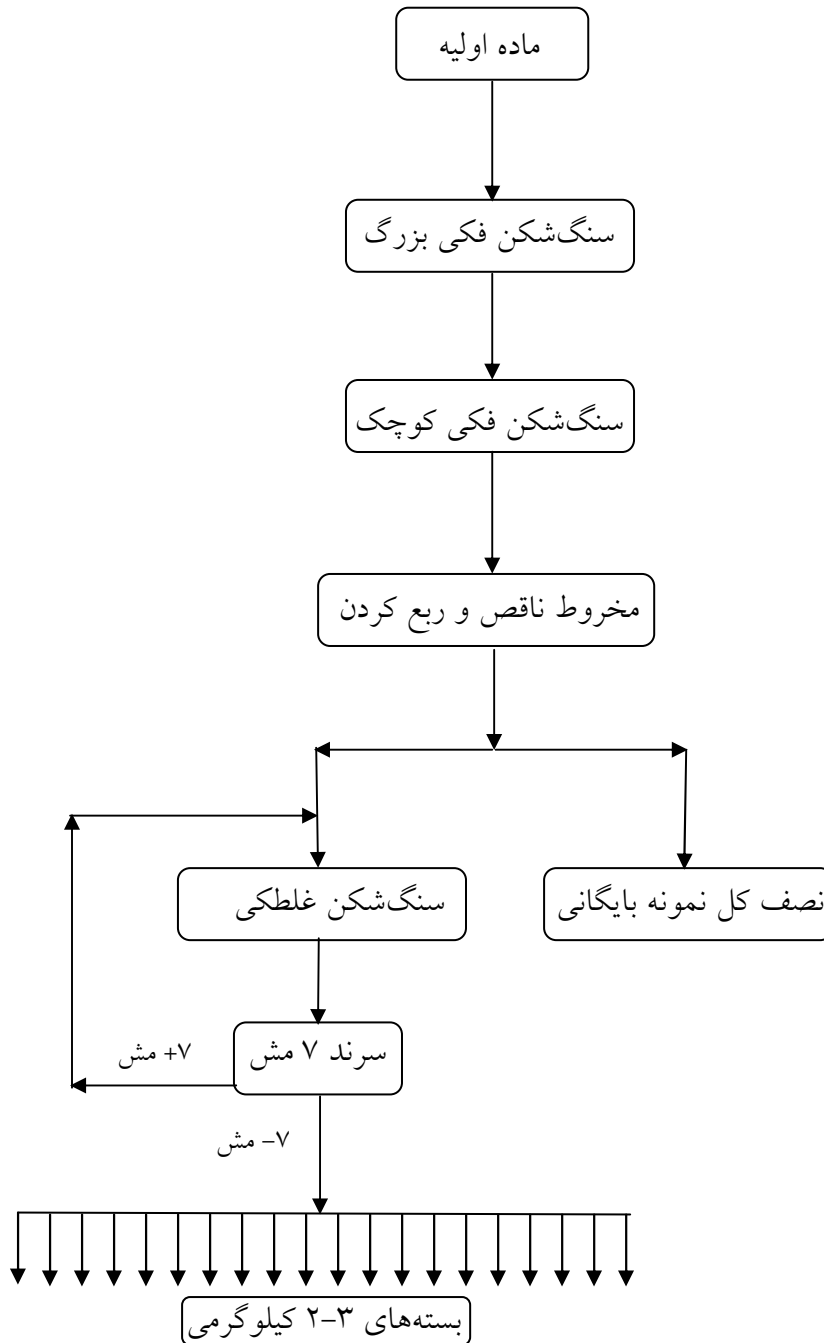 ماده اولیه
سنگ‌شکن فکی بزرگ
سنگ‌شکن فکی کوچک
مخروط ناقص و ربع کردن
سنگ‌شکن غلطکی
نصف کل نمونه بایگانی
سرند ۷ مش
+۷ مش
-۷ مش
بسته‌های ۳-۲ کیلوگرمی